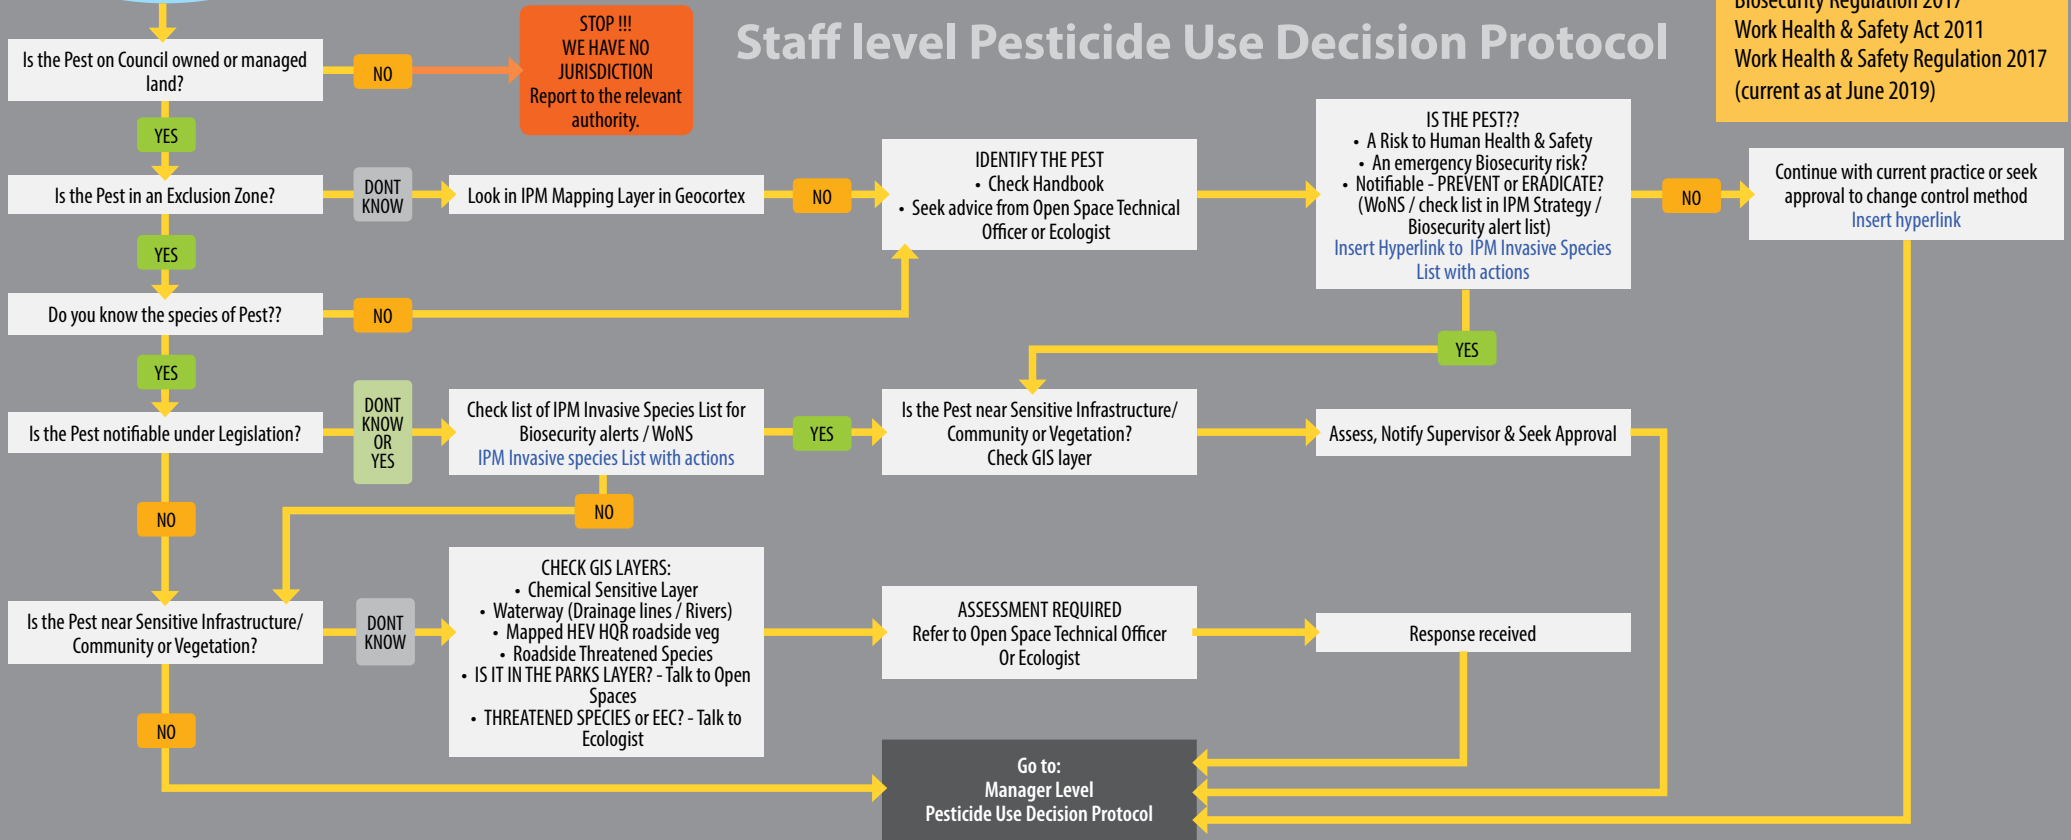 Biosecurity Regulation 2017
Work Health & Safety Act 2011
Work Health & Safety Regulation 2017
(current as at June 2019)
Staff level Pesticide Use Decision Protocol
Is the Pest on Council owned or managed
land?
NO
STOP !!!
WE HAVE NO
JURISDICTION
Report to the relevant
authority.
YES
Is the Pest in an Exclusion Zone?
DONT
KNOW
Look in IPM Mapping Layer in Geocortex
NO
IDENTIFY THE PEST
• Check Handbook
• Seek advice from Open Space Technical
Officer or Ecologist
IS THE PEST??
• A Risk to Human Health & Safety
• An emergency Biosecurity risk?
• Notifiable - PREVENT or ERADICATE?
(WoNS / check list in IPM Strategy /
Biosecurity alert list)
Insert Hyperlink to IPM Invasive Species
List with actions
NO
Continue with current practice or seek
approval to change control method
Insert hyperlink
YES
Do you know the species of Pest??
NO
YES
YES
Is the Pest notifiable under Legislation?
DONT
KNOW
OR
YES
Check list of IPM Invasive Species List for
Biosecurity alerts / WoNS
IPM Invasive species List with actions
YES
Is the Pest near Sensitive Infrastructure/
Community or Vegetation?
Check GIS layer
Assess, Notify Supervisor & Seek Approval
NO
NO
Is the Pest near Sensitive Infrastructure/
Community or Vegetation?
DONT
KNOW
CHECK GIS LAYERS:
• Chemical Sensitive Layer
• Waterway (Drainage lines / Rivers)
• Mapped HEV HQR roadside veg
• Roadside Threatened Species
• IS IT IN THE PARKS LAYER? - Talk to Open
Spaces
• THREATENED SPECIES or EEC? - Talk to
Ecologist
ASSESSMENT REQUIRED
Refer to Open Space Technical Officer
Or Ecologist
Response received
NO
Go to:
Manager Level
Pesticide Use Decision Protocol